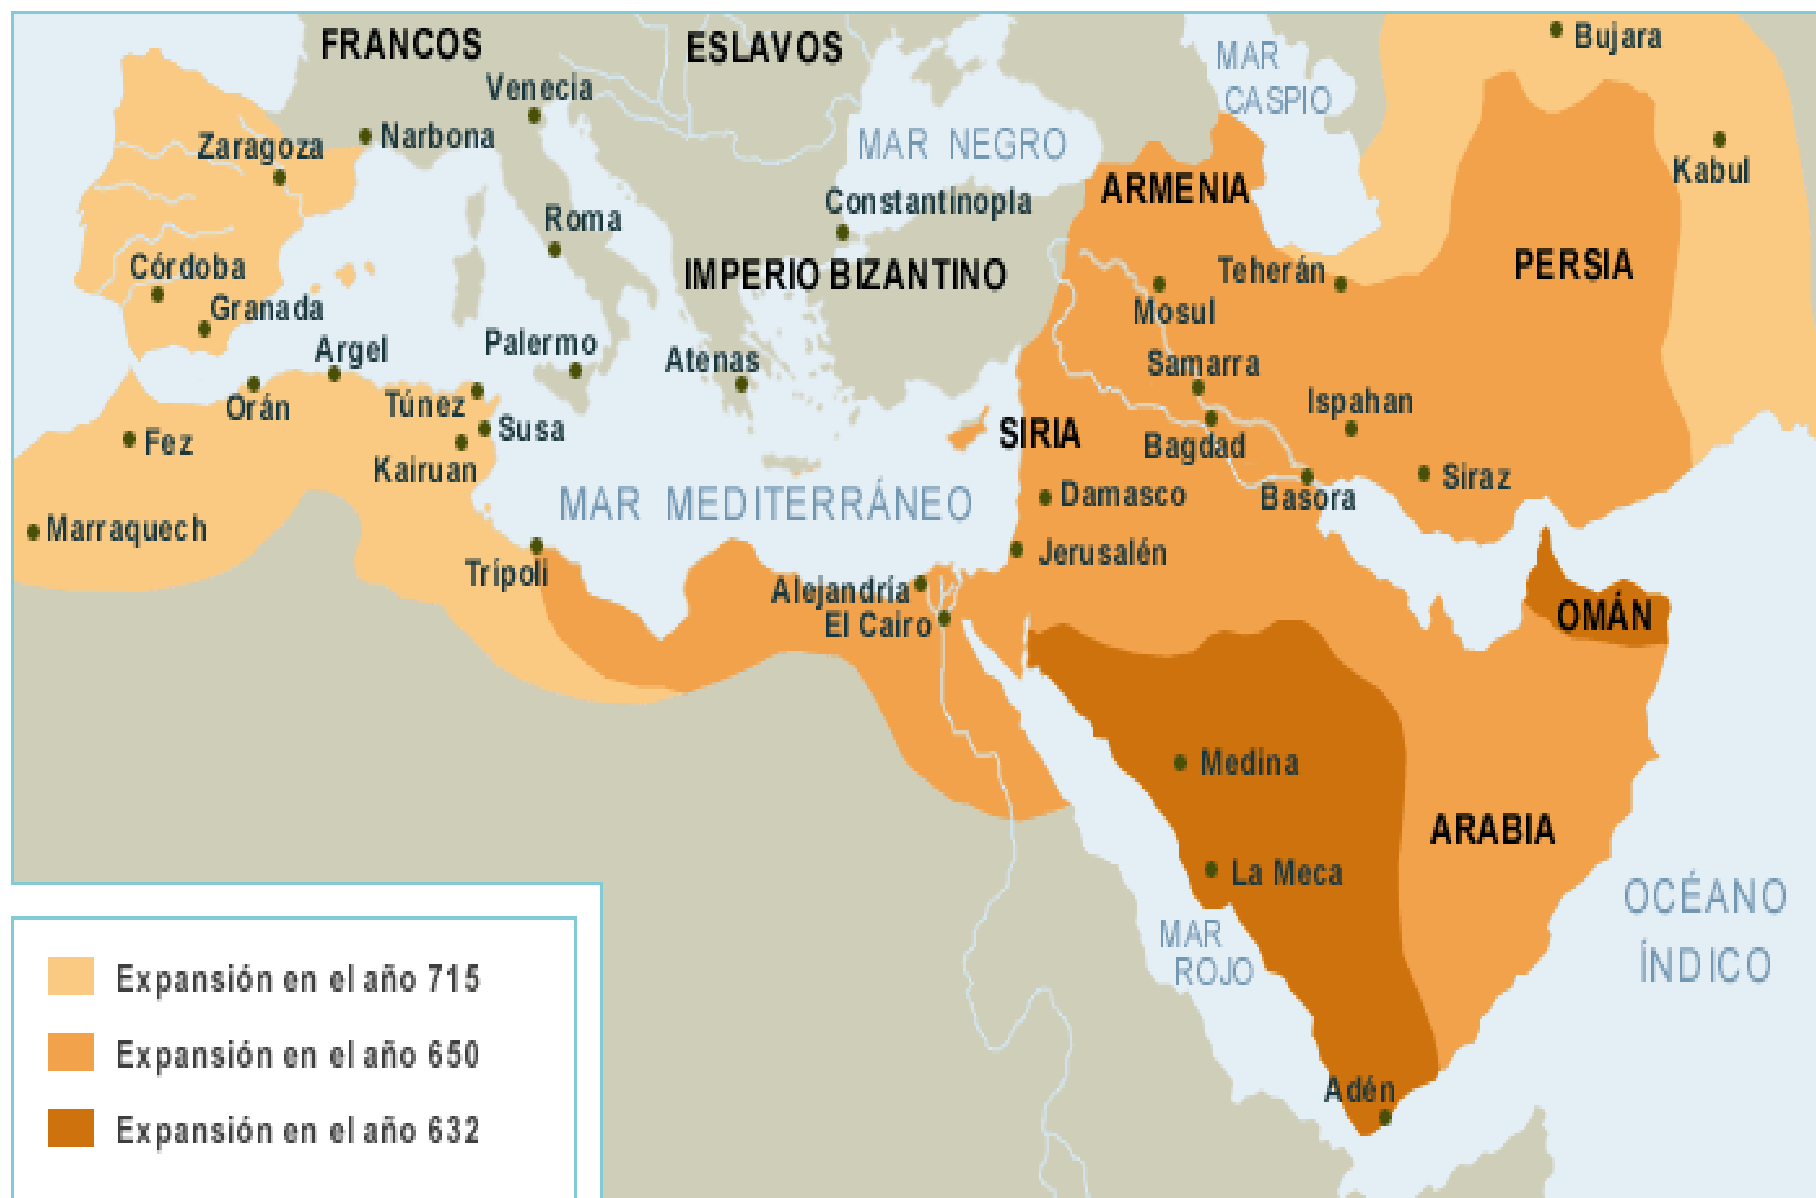 FRANCOS
ESLAVOS
MAR
CASPIO
Bujara
Venecia
Zaragoza
Narbona
MAR NEGRO
Kabul
ARMENIA
Constantinopla
Roma
Córdoba
IMPERIO BIZANTINO
Teherán
PERSIA
Granada
Mosul
Argel
Palermo
Atenas
Samarra
Orán
Túnez
Ispahan
Susa
SIRIA
Fez
Bagdad
Kairuan
Siraz
MAR MEDITERRÁNEO
Damasco
Basora
Marraquech
Jerusalén
Trípoli
Alejandría
El Cairo
OMÁN
Medina
ARABIA
La Meca
OCÉANO
ÍNDICO
MAR
ROJO
Adén
Expansión en el año 715
Expansión en el año 650
Expansión en el año 632